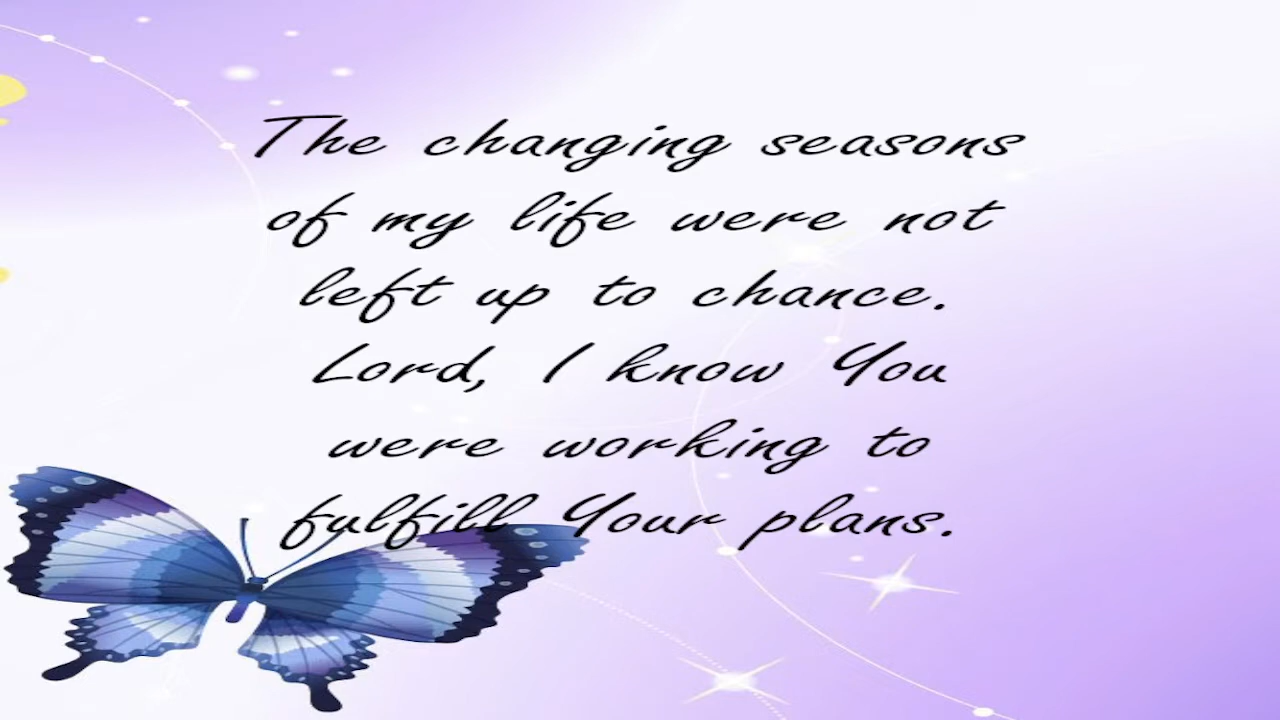 The changing seasons
of my life were not
left up to chance.
Lord, I know You
were working to
fulfill Your plans.